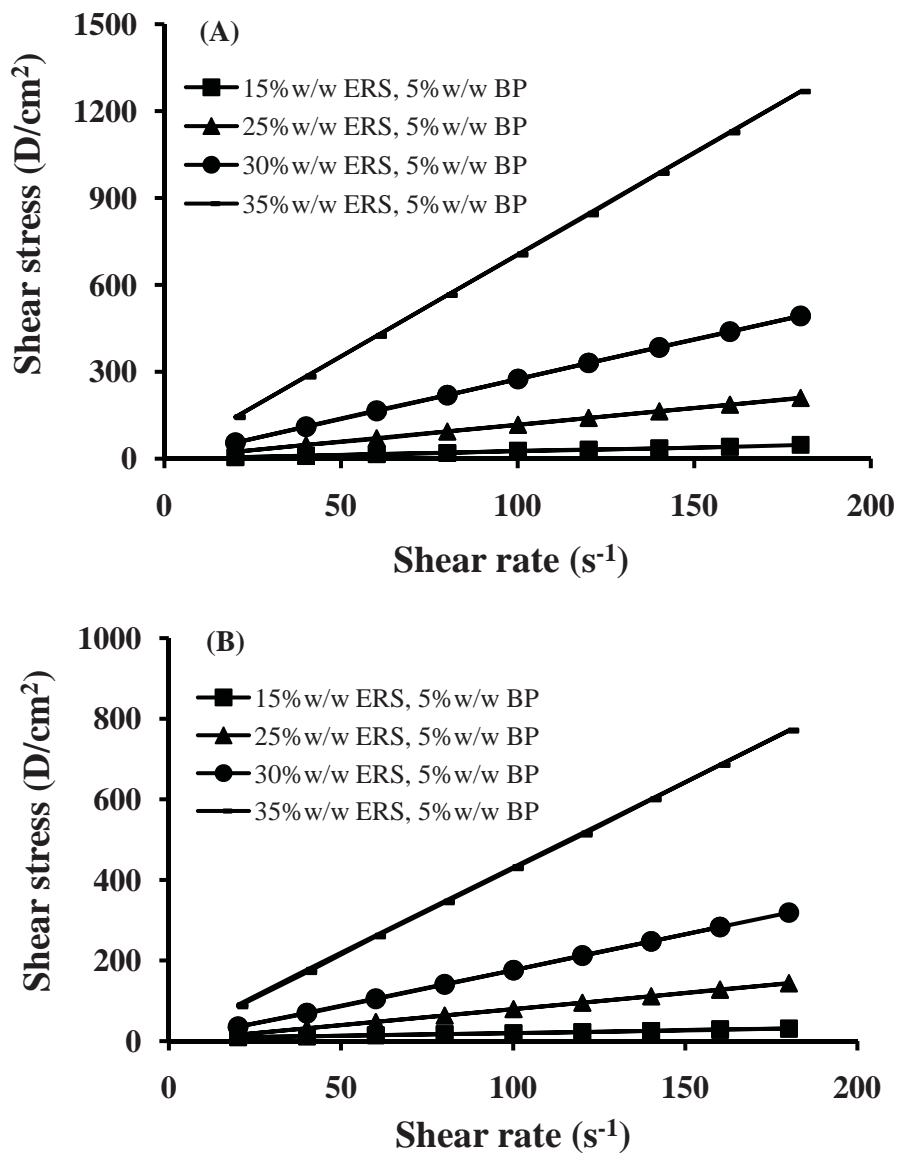 (A)
1500
1200
900
600
300
0
Shear stress (D/cm²)
15%w/w ERS, 5%w/w BP
25%w/w ERS, 5%w/w BP
30%w/w ERS, 5%w/w BP
35%w/w ERS, 5%w/w BP
0 50 100 150 200
Shear rate (s⁻¹)
(B)
1000
800
600
400
200
0
Shear stress (D/cm²)
15%w/w ERS, 5%w/w BP
25%w/w ERS, 5%w/w BP
30%w/w ERS, 5%w/w BP
35%w/w ERS, 5%w/w BP
0 50 100 150 200
Shear rate (s⁻¹)